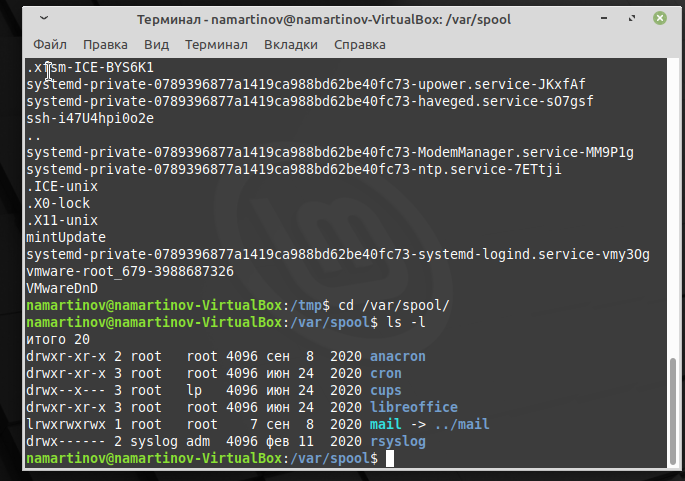 Терминал - namartinov@namartinov-VirtualBox: /var/spool
Файл Правка Вид Терминал Вкладки Справка
.xfsm-ICE-BYS6K1
systemd-private-0789396877a1419ca988bd62be40fc73-upower.service-JKxfAf
systemd-private-0789396877a1419ca988bd62be40fc73-haveged.service-sO7gsf
ssh-i47U4hpi0o2e
..
systemd-private-0789396877a1419ca988bd62be40fc73-ModemManager.service-MM9P1g
systemd-private-0789396877a1419ca988bd62be40fc73-ntp.service-7ETtji
.ICE-unix
.X0-lock
.X11-unix
mintUpdate
systemd-private-0789396877a1419ca988bd62be40fc73-systemd-logind.service-vmy3Og
vmware-root_679-3988687326
VMwareDnD
namartinov@namartinov-VirtualBox:/tmp$ cd /var/spool/
namartinov@namartinov-VirtualBox:/var/spool$ ls -l
итого 20
drwxr-xr-x 2 root   root 4096 сен  8  2020 anacron
drwxr-xr-x 3 root   root 4096 июн 24  2020 cron
drwx--x--- 3 root   lp   4096 июн 24  2020 cups
drwxr-xr-x 3 root   root 4096 июн 24  2020 libreoffice
lrwxrwxrwx 1 root   root    7 сен  8  2020 mail -> ../mail
drwx------ 2 syslog adm  4096 фев 11  2020 rsyslog
namartinov@namartinov-VirtualBox:/var/spool$